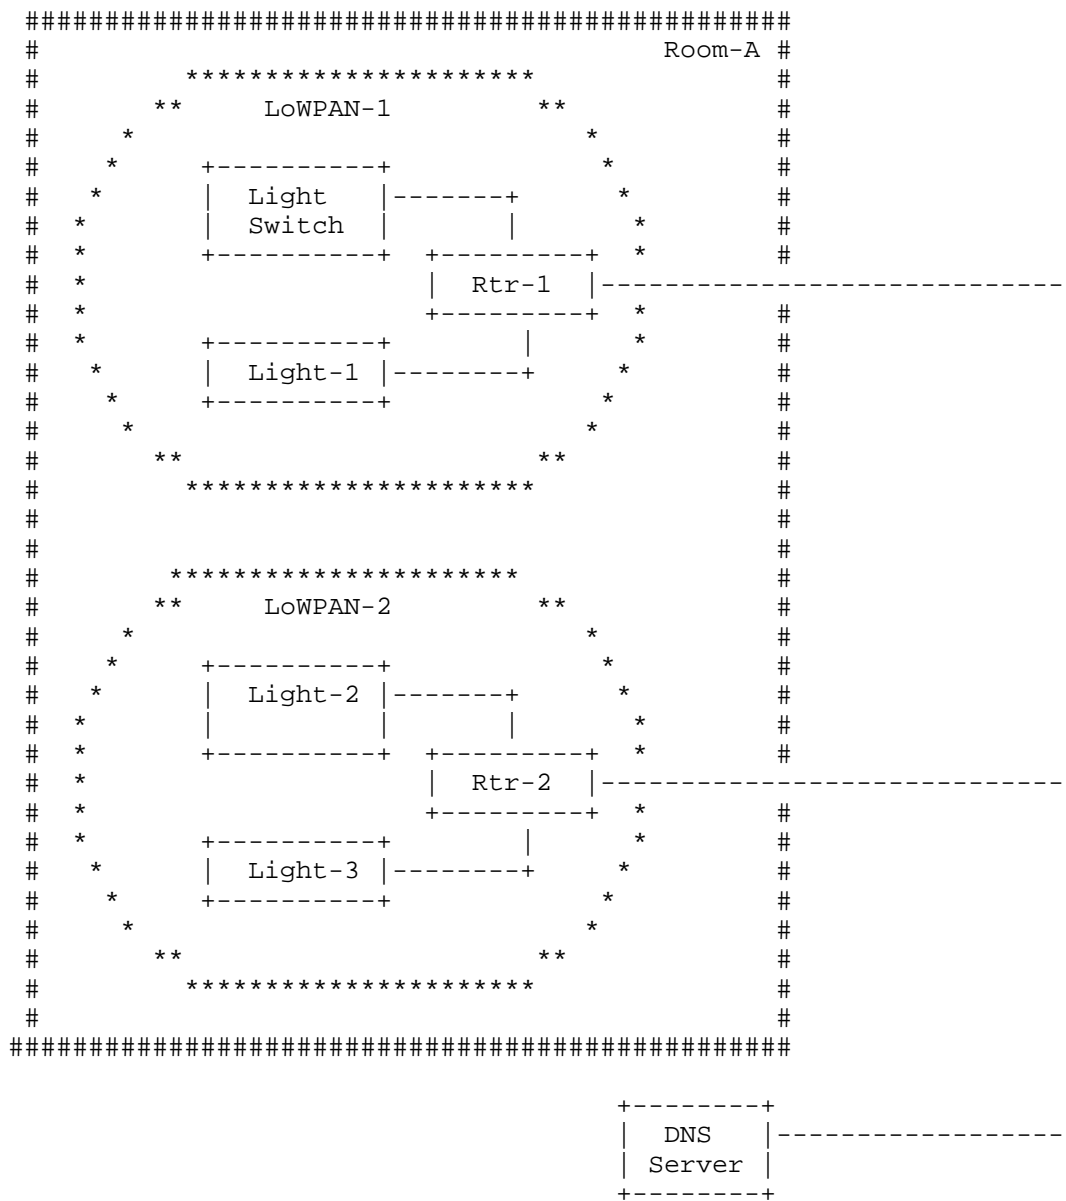 Room-A
LoWPAN-1
Light
Switch
Rtr-1
Light-1
LoWPAN-2
Light-2
Rtr-2
Light-3
DNS
Server